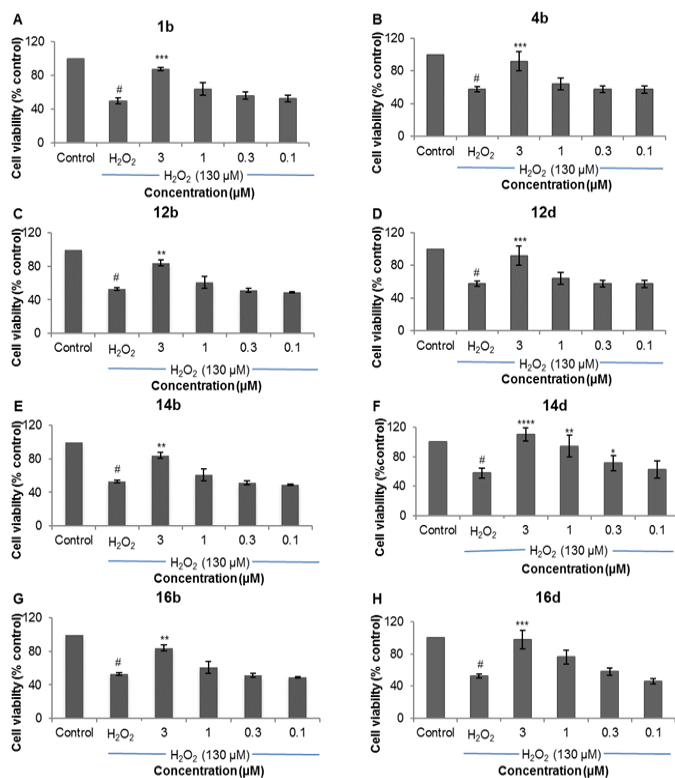 A
1b
Cell viability (% control)
120
***
80
#
40
0
Control H₂O₂ 3 1 0.3 0.1
H₂O₂ (130 µM)
Concentration(µM)
B
4b
Cell viability (% control)
120
***
80
#
40
0
Control H₂O₂ 3 1 0.3 0.1
H₂O₂ (130 µM)
Concentration(µM)
C
12b
Cell viability (% control)
120
**
80
#
40
0
Control H₂O₂ 3 1 0.3 0.1
H₂O₂ (130 µM)
Concentration(µM)
D
12d
Cell viability (% control)
120
***
80
#
40
0
Control H₂O₂ 3 1 0.3 0.1
H₂O₂ (130 µM)
Concentration(µM)
E
14b
Cell viability (% control)
120
**
80
#
40
0
Control H₂O₂ 3 1 0.3 0.1
H₂O₂ (130 µM)
Concentration(µM)
F
14d
Cell viability (%control)
120
**** ** *
80
#
40
0
Control H₂O₂ 3 1 0.3 0.1
H₂O₂ (130 µM)
Concentration(µM)
G
16b
Cell viability (% control)
120
**
80
#
40
0
Control H₂O₂ 3 1 0.3 0.1
H₂O₂ (130 µM)
Concentration(µM)
H
16d
Cell viability (% control)
120
***
80
#
40
0
Control H₂O₂ 3 1 0.3 0.1
H₂O₂ (130 µM)
Concentration(µM)